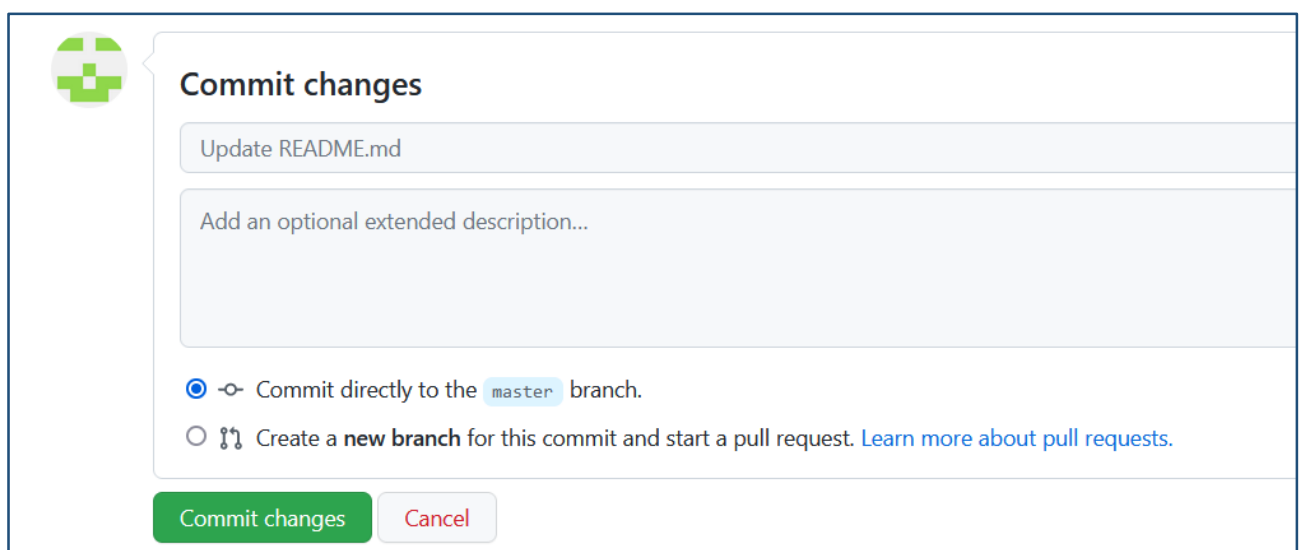 Commit changes
Update README.md
Add an optional extended description...
Commit directly to the master branch.
Create a new branch for this commit and start a pull request. Learn more about pull requests.
Commit changes Cancel